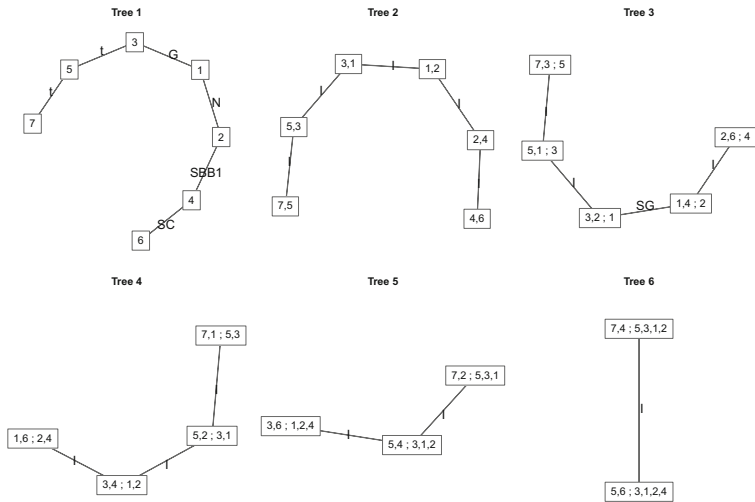 Tree 1
3
t
G
5
1
t
N
7
2
SBB1
4
SC
6
Tree 2
3,1
I
1,2
I
I
5,3
2,4
I
I
7,5
4,6
Tree 3
7,3 ; 5
I
2,6 ; 4
5,1 ; 3
I
I
SG
1,4 ; 2
3,2 ; 1
Tree 4
7,1 ; 5,3
I
1,6 ; 2,4
5,2 ; 3,1
I
I
3,4 ; 1,2
Tree 5
7,2 ; 5,3,1
I
3,6 ; 1,2,4
I
5,4 ; 3,1,2
Tree 6
7,4 ; 5,3,1,2
I
5,6 ; 3,1,2,4